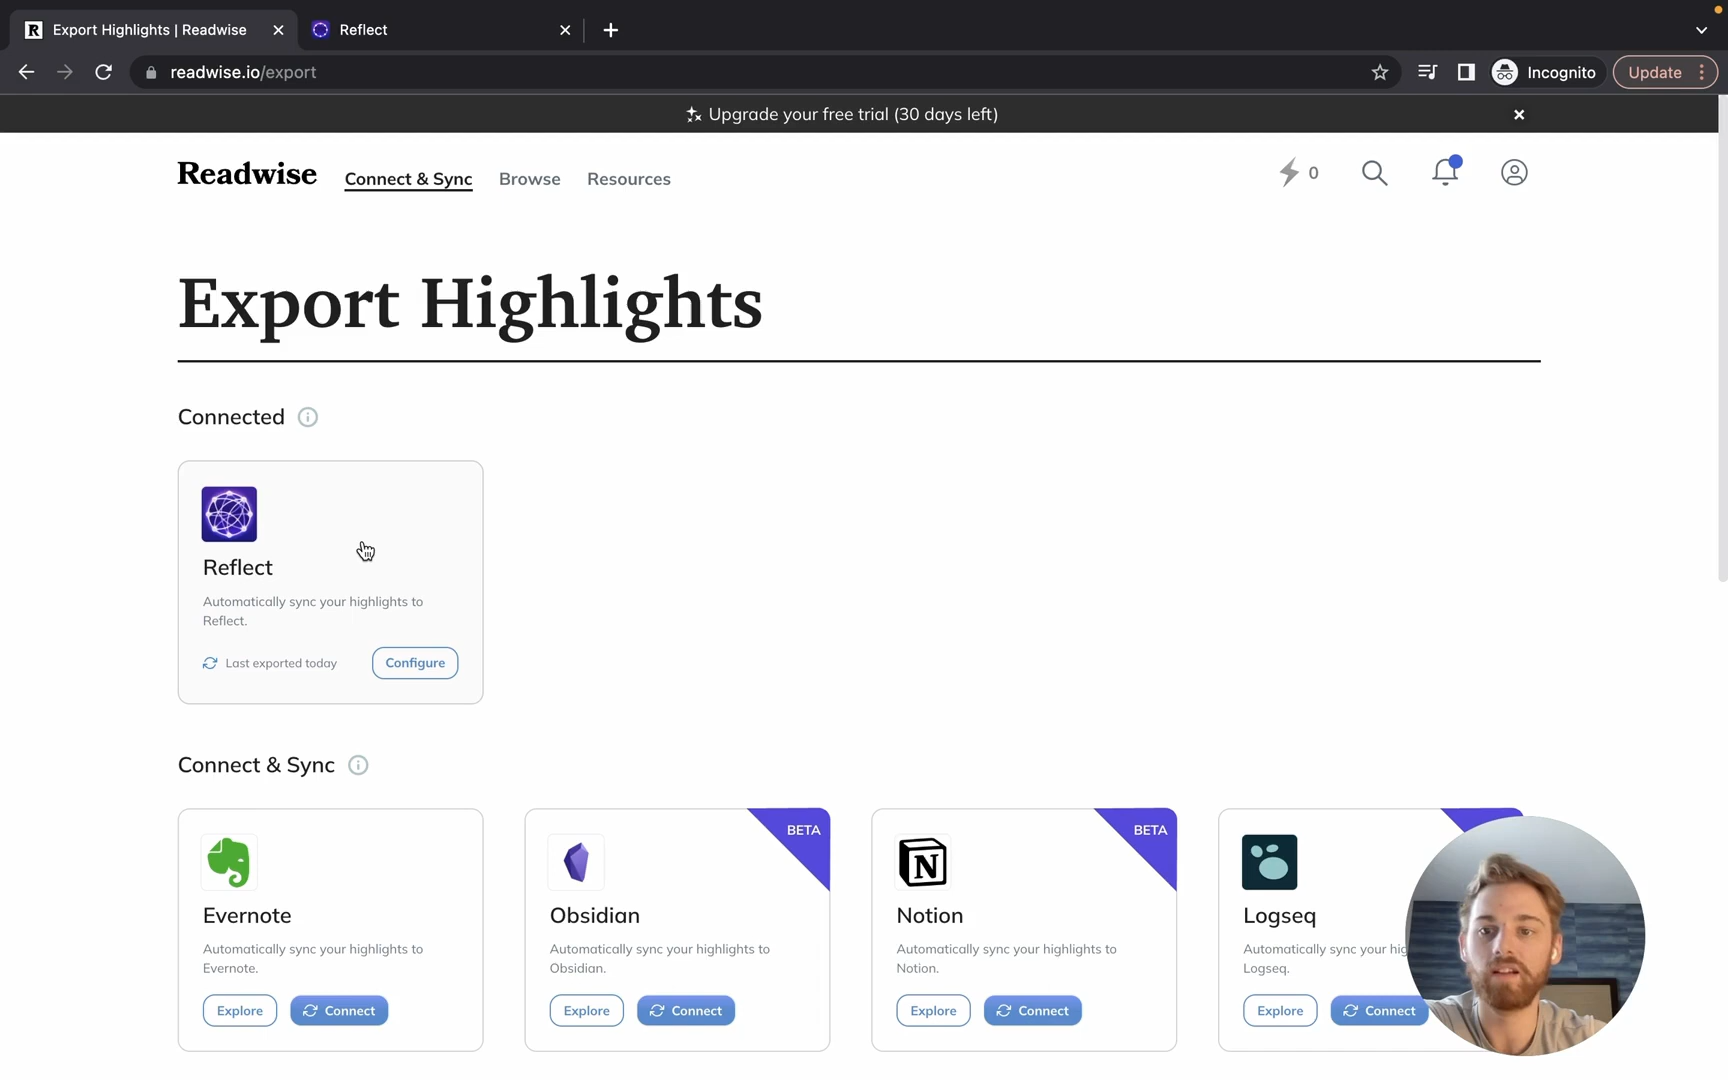 Export Highlights | Readwise
Reflect
readwise.io/export
Incognito
Update
Upgrade your free trial (30 days left)
Readwise
Connect & Sync
Browse
Resources
0
Export Highlights
Connected
Reflect
Automatically sync your highlights to
Reflect.
Last exported today
Configure
Connect & Sync
BETA
BETA
Evernote
Automatically sync your highlights to
Evernote.
Explore
Connect
Obsidian
Automatically sync your highlights to
Obsidian.
Explore
Connect
Notion
Automatically sync your highlights to
Notion.
Explore
Connect
Logseq
Automatically sync your
Logseq.
Explore
Connect